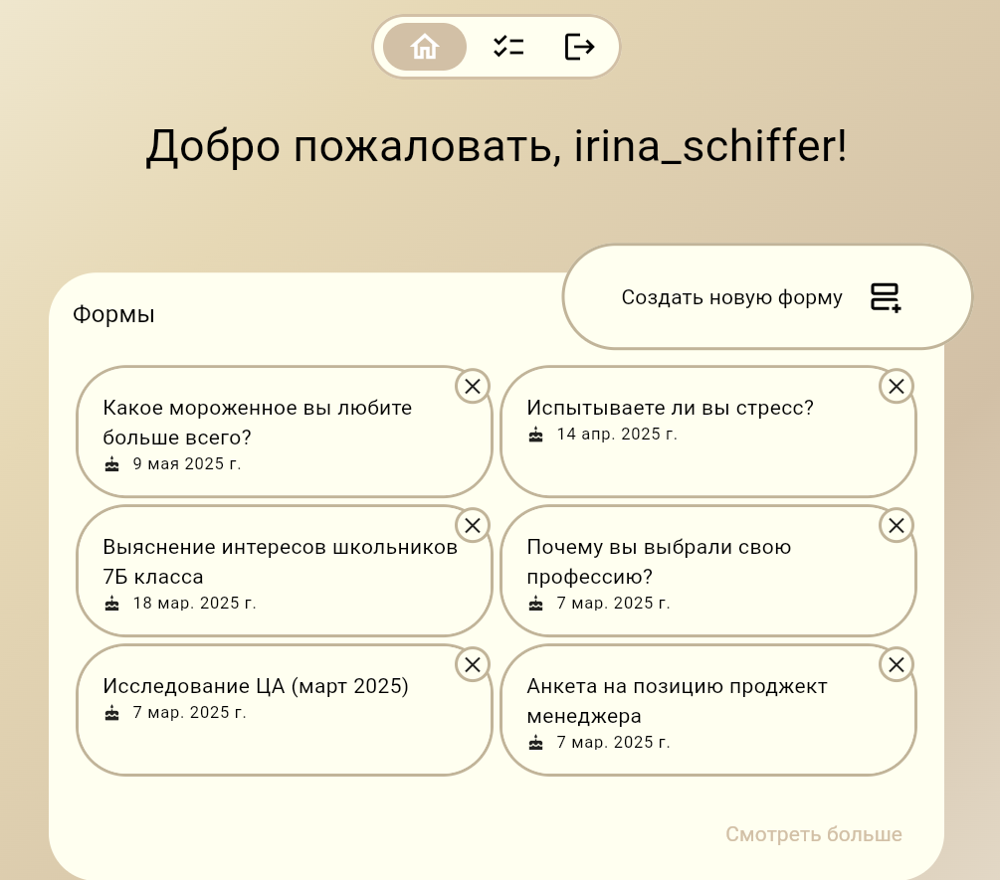 Добро пожаловать, irina_schiffer!
Создать новую форму
Формы
Какое мороженное вы любите
больше всего?
9 мая 2025 г.
Испытываете ли вы стресс?
14 апр. 2025 г.
Выяснение интересов школьников
7Б класса
18 мар. 2025 г.
Почему вы выбрали свою
профессию?
7 мар. 2025 г.
Исследование ЦА (март 2025)
7 мар. 2025 г.
Анкета на позицию проджект
менеджера
7 мар. 2025 г.
Смотреть больше